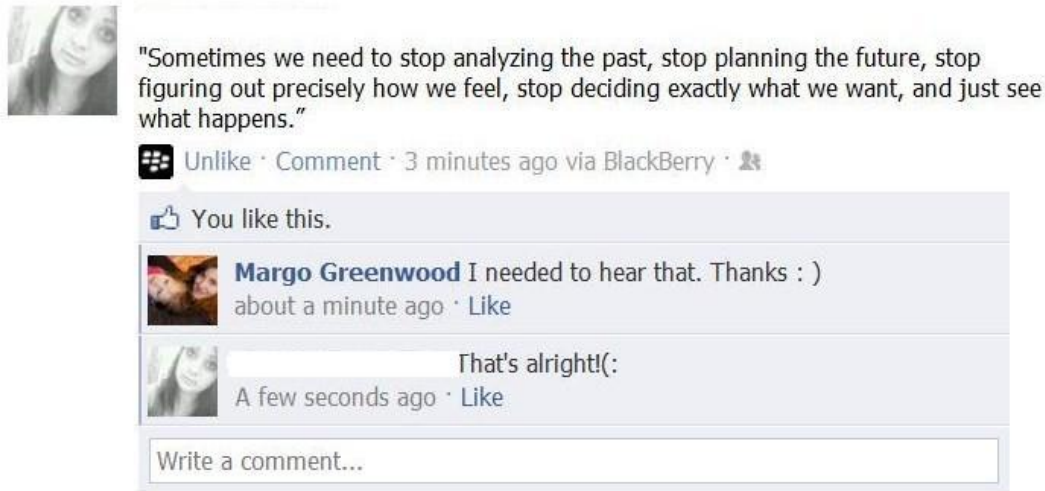 "Sometimes we need to stop analyzing the past, stop planning the future, stop
figuring out precisely how we feel, stop deciding exactly what we want, and just see
what happens.”
Unlike · Comment · 3 minutes ago via BlackBerry ·
You like this.
Margo Greenwood I needed to hear that. Thanks : )
about a minute ago · Like
That's alright!(:
A few seconds ago · Like
Write a comment...